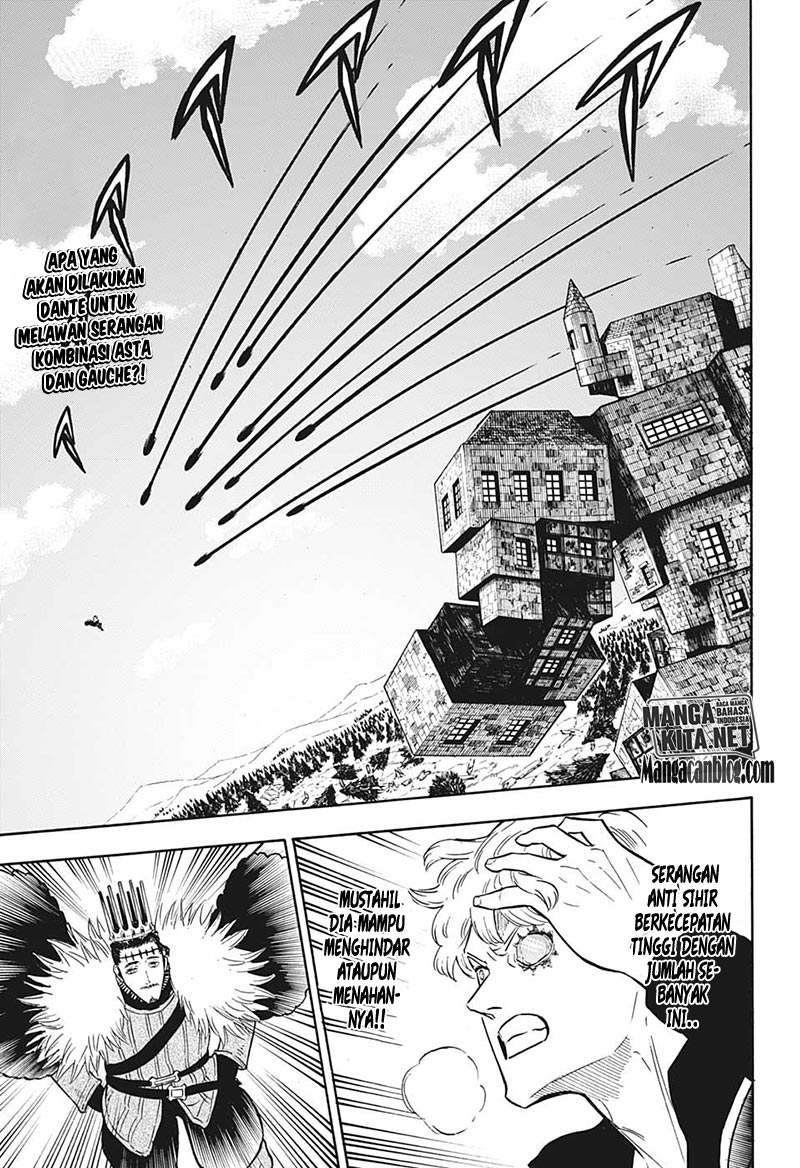 APA YANG
AKAN DILAKUKAN
DANTE UNTUK
MELAWAN SERANGAN
KOMBINASI ASTA
DAN GAUCHE?!
MANGA
KITA.NET
BACA MANGA
BAHASA
INDONESIA
Mangacanblog.com
SERANGAN
ANTI SIHIR
BERKECEPATAN
TINGGI DENGAN
JUMLAH SE-
BANYAK
INI..
MUSTAHIL
DIA MAMPU
MENGHINDAR
ATAUPUN
MENAHAN-
NYA!!